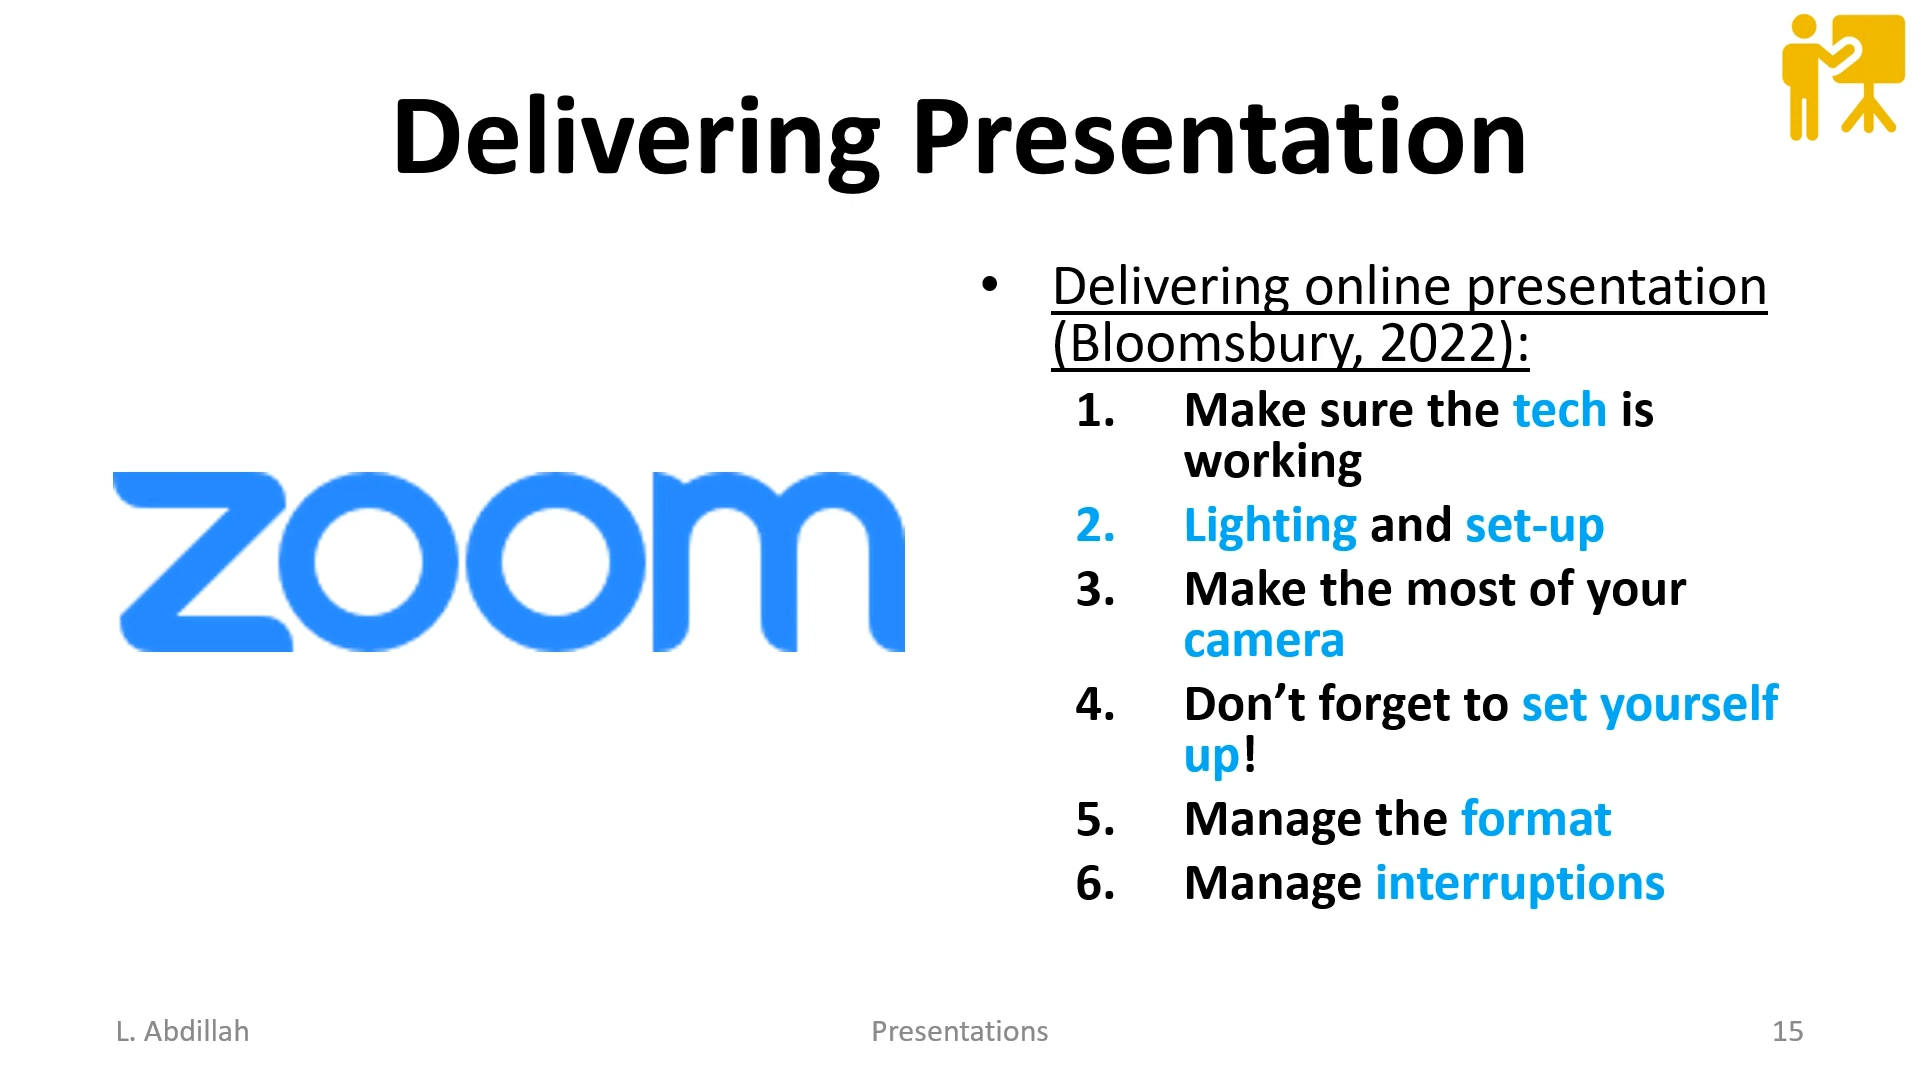 Delivering Presentation
zoom
• Delivering online presentation
(Bloomsbury, 2022):
1. Make sure the tech is
working
2. Lighting and set-up
3. Make the most of your
camera
4. Don’t forget to set yourself
up!
5. Manage the format
6. Manage interruptions
L. Abdillah
Presentations
15